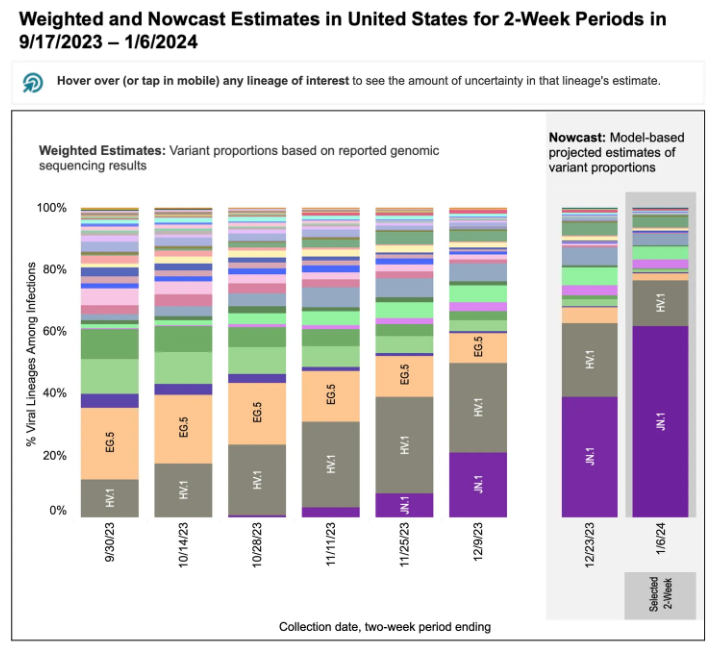 Weighted and Nowcast Estimates in United States for 2-Week Periods in
9/17/2023 – 1/6/2024
Hover over (or tap in mobile) any lineage of interest to see the amount of uncertainty in that lineage's estimate.
Weighted Estimates: Variant proportions based on reported genomic
sequencing results
Nowcast: Model-based
projected estimates of
variant proportions
% Viral Lineages Among Infections
100%
80%
60%
40%
20%
0%
EG.5
HV.1
EG.5
HV.1
EG.5
HV.1
EG.5
HV.1
EG.5
HV.1
JN.1
EG.5
HV.1
JN.1
HV.1
JN.1
HV.1
JN.1
9/30/23
10/14/23
10/28/23
11/11/23
11/25/23
12/9/23
12/23/23
1/6/24
Selected
2-Week
Collection date, two-week period ending